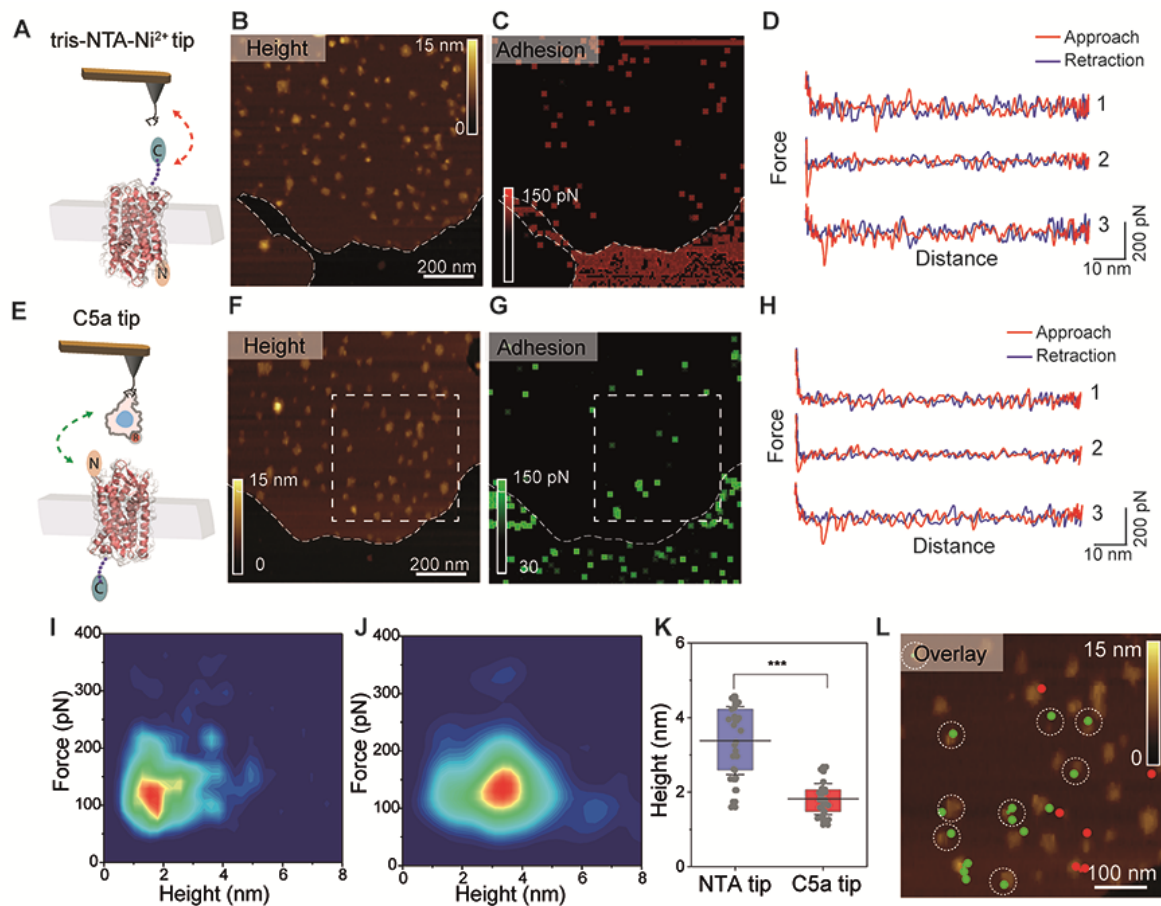 A
tris-NTA-Ni²⁺ tip
C
N
B
Height
15 nm
0
200 nm
C
Adhesion
150 pN
D
Approach
Retraction
1
2
3
Force
Distance
200 pN
10 nm
E
C5a tip
R
N
C
F
Height
15 nm
0
200 nm
G
Adhesion
150 pN
30
H
Approach
Retraction
1
2
3
Force
Distance
200 pN
10 nm
I
400
300
200
100
0
Force (pN)
0 2 4 6 8
Height (nm)
J
400
300
200
100
0
Force (pN)
0 2 4 6 8
Height (nm)
K
6
4
2
0
Height (nm)
***
NTA tip C5a tip
L
Overlay
15 nm
0
100 nm